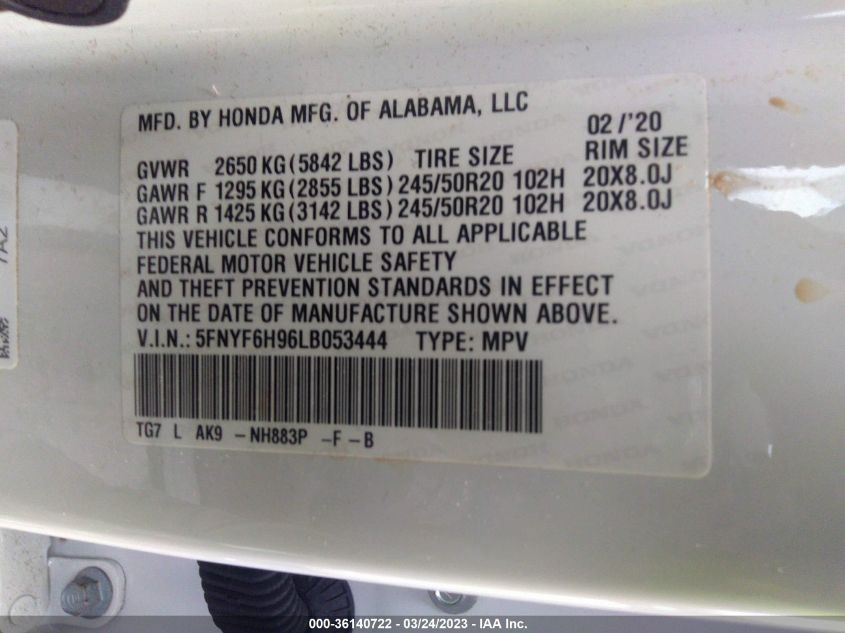 MFD. BY HONDA MFG. OF ALABAMA, LLC
02/'20
GVWR 2650 KG (5842 LBS) TIRE SIZE RIM SIZE
GAWR F 1295 KG (2855 LBS) 245/50R20 102H 20X8.0J
GAWR R 1425 KG (3142 LBS) 245/50R20 102H 20X8.0J
THIS VEHICLE CONFORMS TO ALL APPLICABLE
FEDERAL MOTOR VEHICLE SAFETY
AND THEFT PREVENTION STANDARDS IN EFFECT
ON THE DATE OF MANUFACTURE SHOWN ABOVE.
V.I.N.: 5FNYF6H96LB053444 TYPE: MPV
TG7 L AK9 - NH883P - F - B
7A2
000-36140722 - 03/24/2023 - IAA Inc.